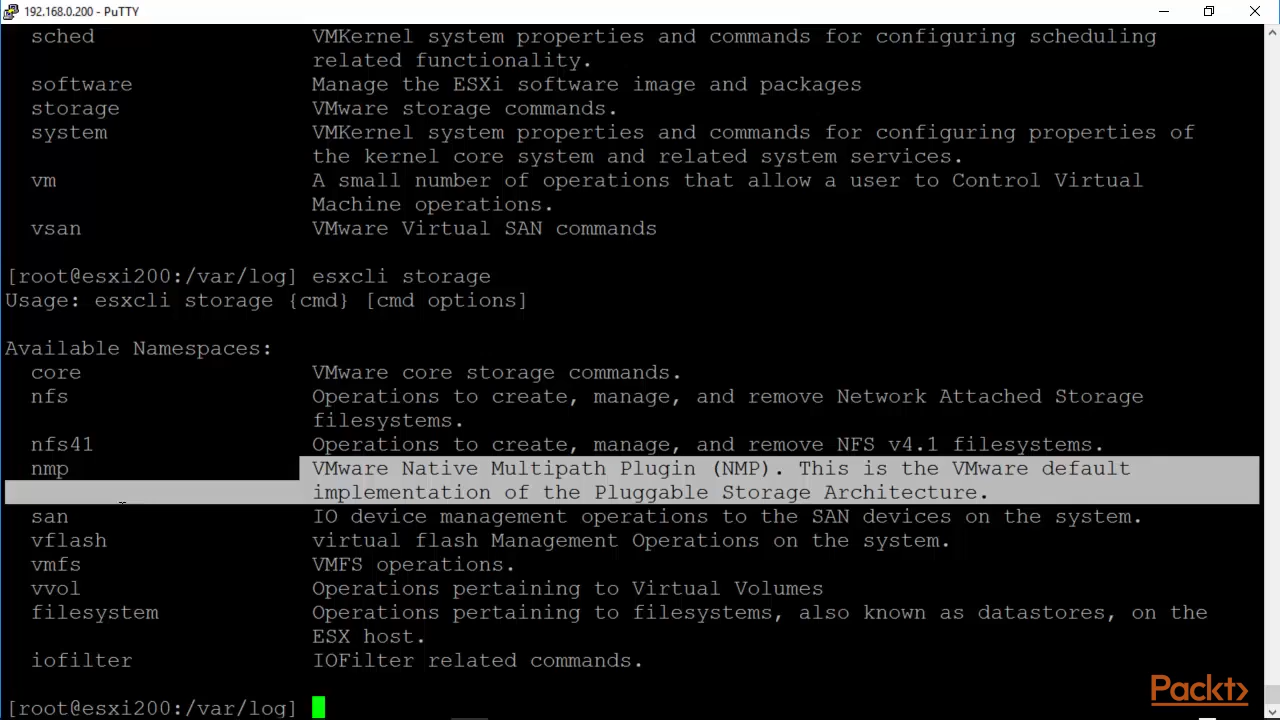 192.168.0.200 - PuTTY
sched VMKernel system properties and commands for configuring scheduling
related functionality.
software Manage the ESXi software image and packages
storage VMware storage commands.
system VMKernel system properties and commands for configuring properties of
the kernel core system and related system services.
vm A small number of operations that allow a user to Control Virtual
Machine operations.
vsan VMware Virtual SAN commands
[root@esxi200:/var/log] esxcli storage
Usage: esxcli storage {cmd} [cmd options]
Available Namespaces:
core VMware core storage commands.
nfs Operations to create, manage, and remove Network Attached Storage
filesystems.
nfs41 Operations to create, manage, and remove NFS v4.1 filesystems.
nmp VMware Native Multipath Plugin (NMP). This is the VMware default
implementation of the Pluggable Storage Architecture.
san IO device management operations to the SAN devices on the system.
vflash virtual flash Management Operations on the system.
vmfs VMFS operations.
vvol Operations pertaining to Virtual Volumes
filesystem Operations pertaining to filesystems, also known as datastores, on the
ESX host.
iofilter IOFilter related commands.
[root@esxi200:/var/log]
Packt>